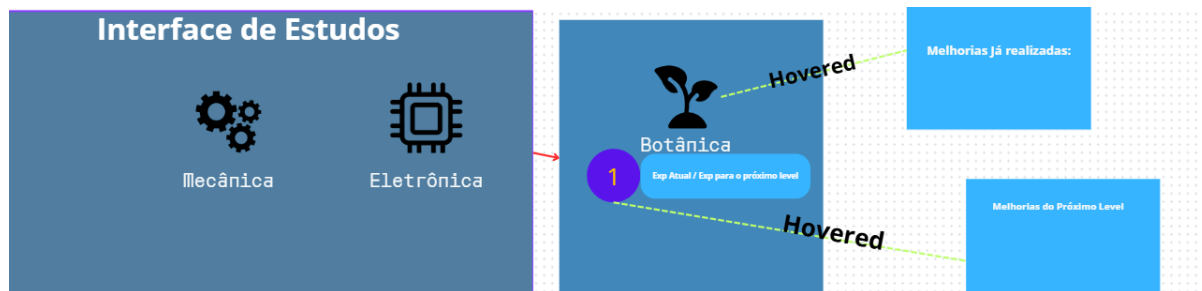 Interface de Estudos
Mecânica
Eletrônica
Botânica
1
Exp Atual / Exp para o próximo level
Hovered
Melhorias Já realizadas:
Hovered
Melhorias do Próximo Level